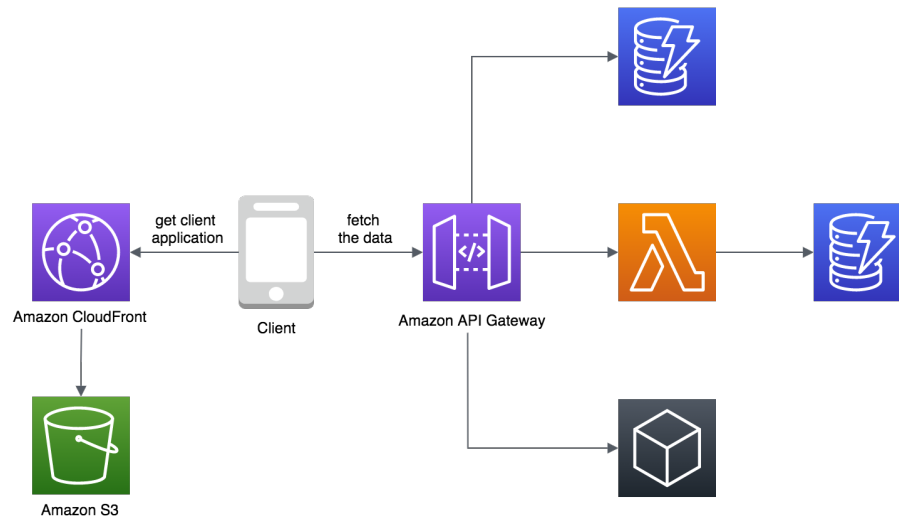 get client
application
fetch
the data
Amazon CloudFront
Client
Amazon API Gateway
</>
Amazon S3